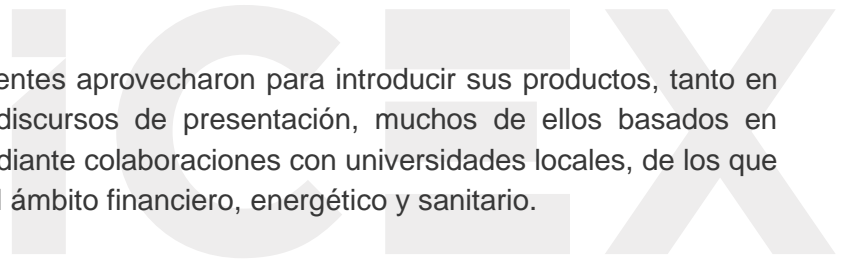 iCEX
entes aprovecharon para introducir sus productos, tanto en
discursos de presentación, muchos de ellos basados en
diante colaboraciones con universidades locales, de los que
ámbito financiero, energético y sanitario.